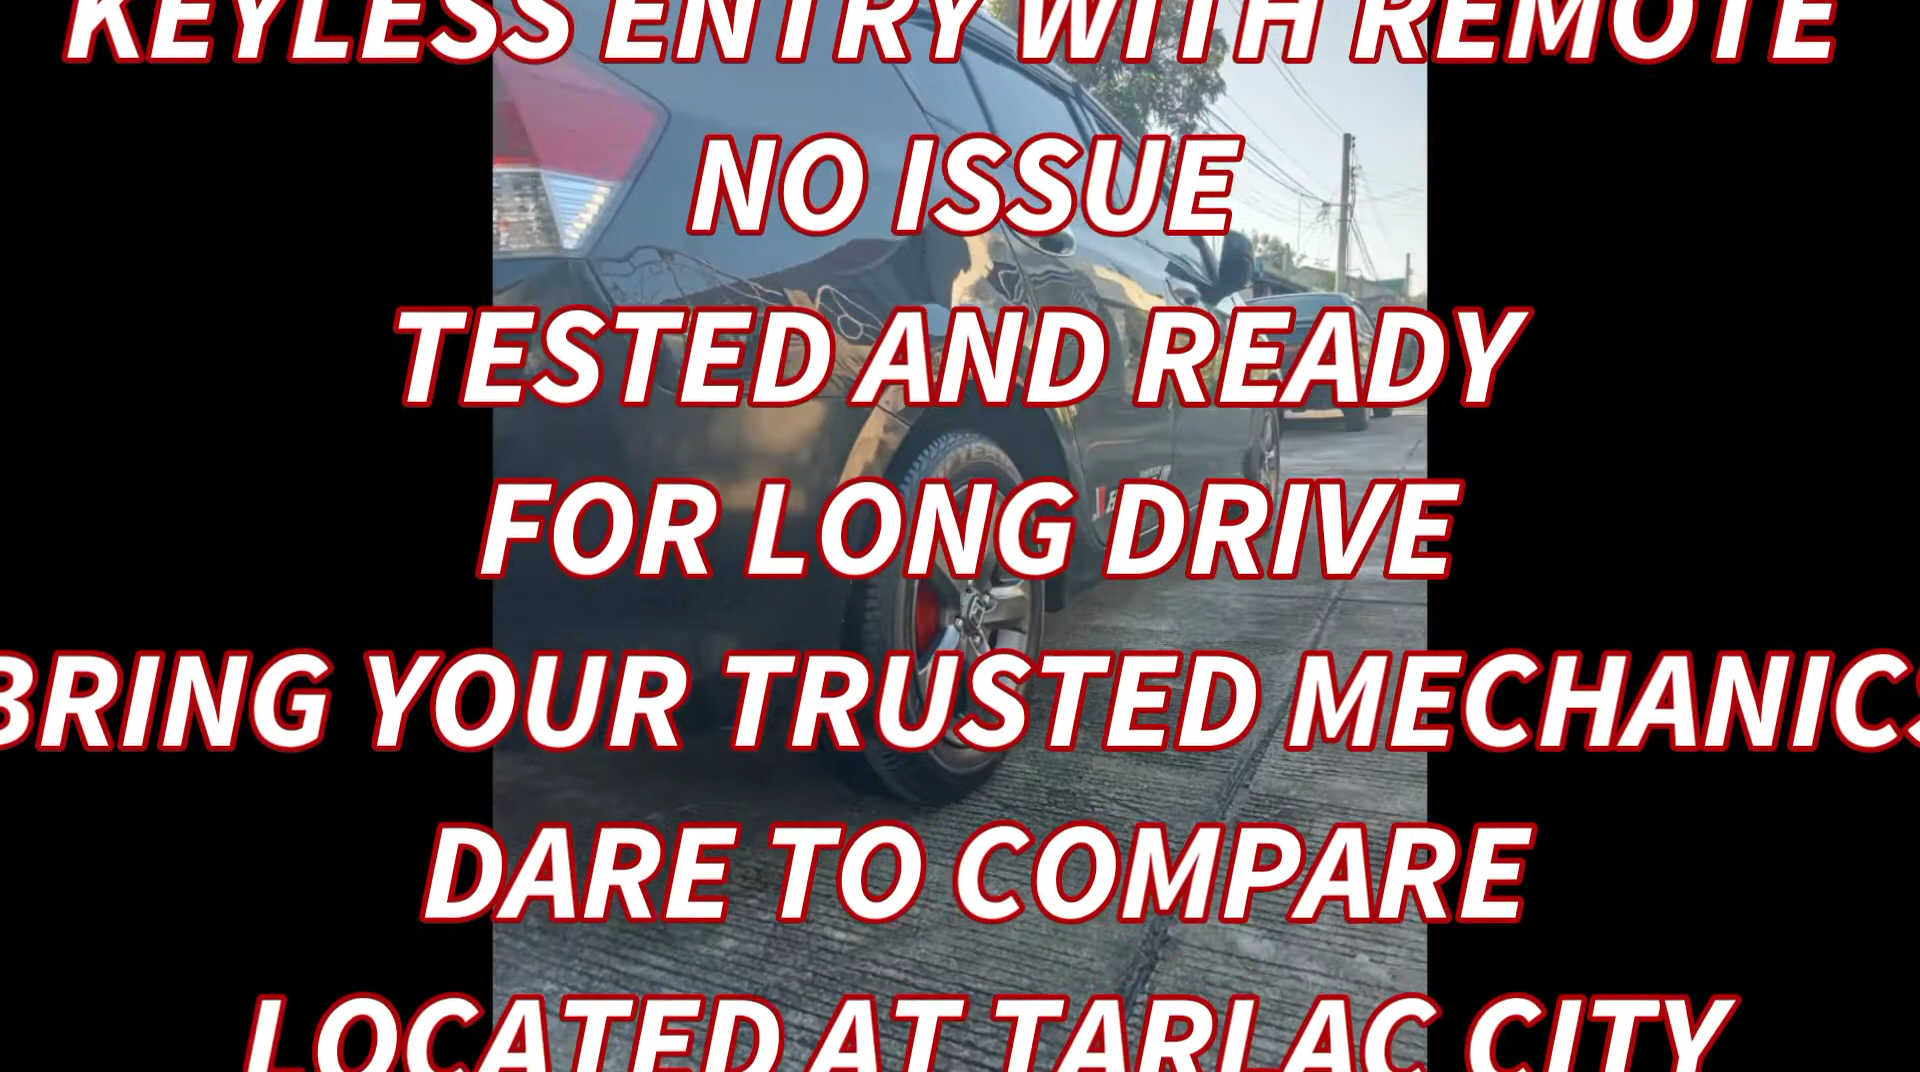 KEYLESS ENTRY WITH REMOTE
NO ISSUE
TESTED AND READY
FOR LONG DRIVE
BRING YOUR TRUSTED MECHANICS
DARE TO COMPARE
LOCATED AT TARLAC CITY